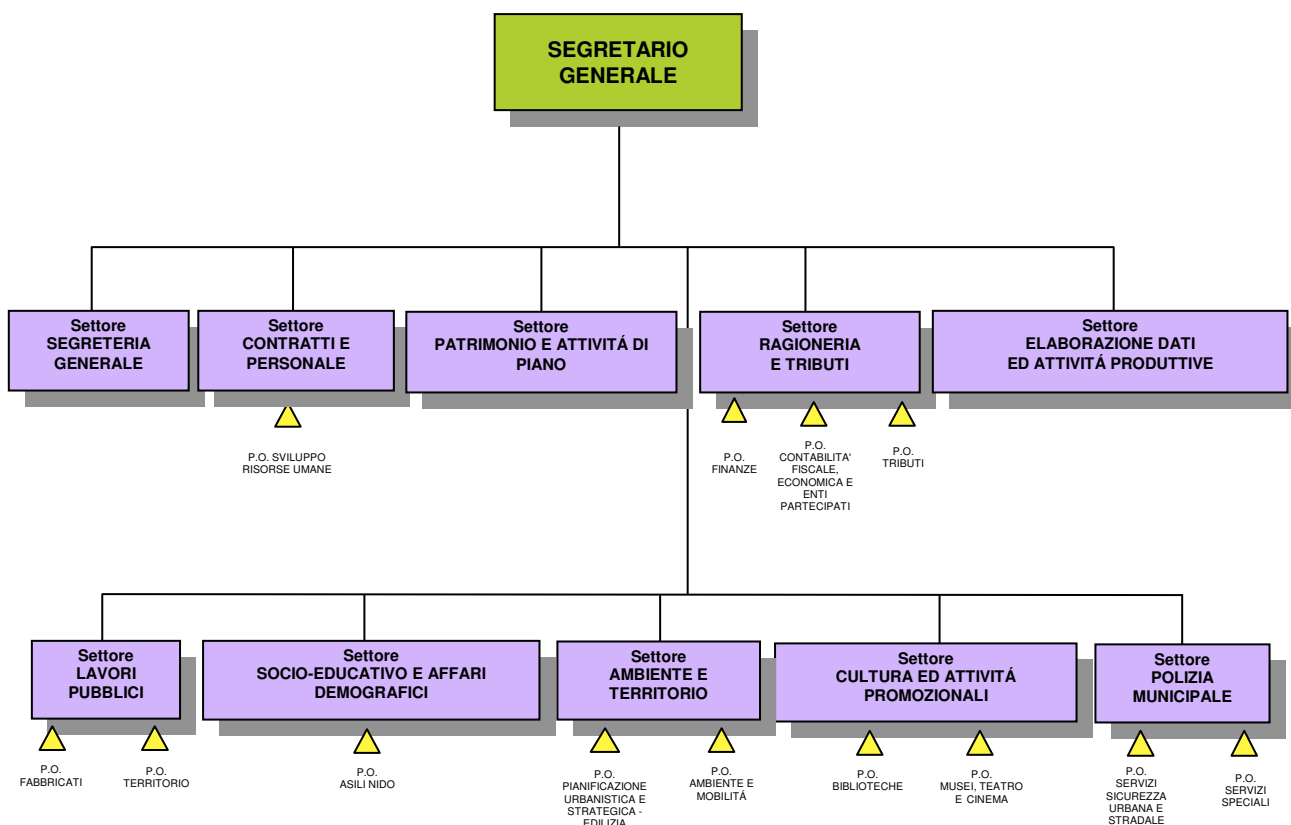 SEGRETARIO
GENERALE
Settore
SEGRETERIA
GENERALE
Settore
CONTRATTI E
PERSONALE
Settore
PATRIMONIO E ATTIVITÁ DI
PIANO
Settore
RAGIONERIA
E TRIBUTI
Settore
ELABORAZIONE DATI
ED ATTIVITÁ PRODUTTIVE
P.O. SVILUPPO
RISORSE UMANE
P.O.
FINANZE
P.O.
CONTABILITA'
FISCALE,
ECONOMICA E
ENTI
PARTECIPATI
P.O.
TRIBUTI
Settore
LAVORI
PUBBLICI
Settore
SOCIO-EDUCATIVO E AFFARI
DEMOGRAFICI
Settore
AMBIENTE E
TERRITORIO
Settore
CULTURA ED ATTIVITÁ
PROMOZIONALI
Settore
POLIZIA
MUNICIPALE
P.O.
FABBRICATI
P.O.
TERRITORIO
P.O.
ASILI NIDO
P.O.
PIANIFICAZIONE
URBANISTICA E
STRATEGICA -
EDILIZIA
P.O.
AMBIENTE E
MOBILITÁ
P.O.
BIBLIOTECHE
P.O.
MUSEI, TEATRO
E CINEMA
P.O.
SERVIZI
SICUREZZA
URBANA E
STRADALE
P.O.
SERVIZI
SPECIALI